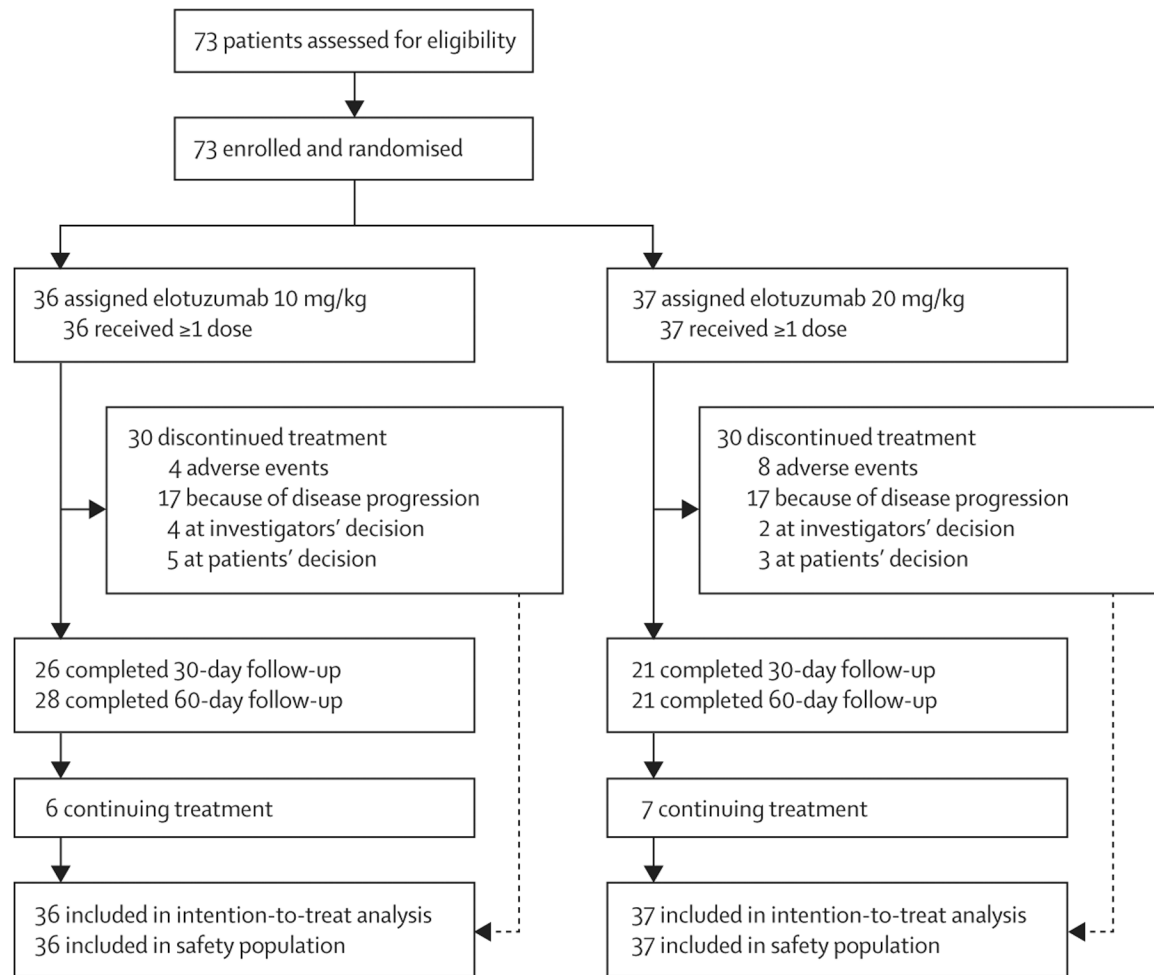 73 patients assessed for eligibility
73 enrolled and randomised
36 assigned elotuzumab 10 mg/kg
36 received ≥1 dose
37 assigned elotuzumab 20 mg/kg
37 received ≥1 dose
30 discontinued treatment
4 adverse events
17 because of disease progression
4 at investigators’ decision
5 at patients’ decision
30 discontinued treatment
8 adverse events
17 because of disease progression
2 at investigators’ decision
3 at patients’ decision
26 completed 30-day follow-up
28 completed 60-day follow-up
21 completed 30-day follow-up
21 completed 60-day follow-up
6 continuing treatment
7 continuing treatment
36 included in intention-to-treat analysis
36 included in safety population
37 included in intention-to-treat analysis
37 included in safety population